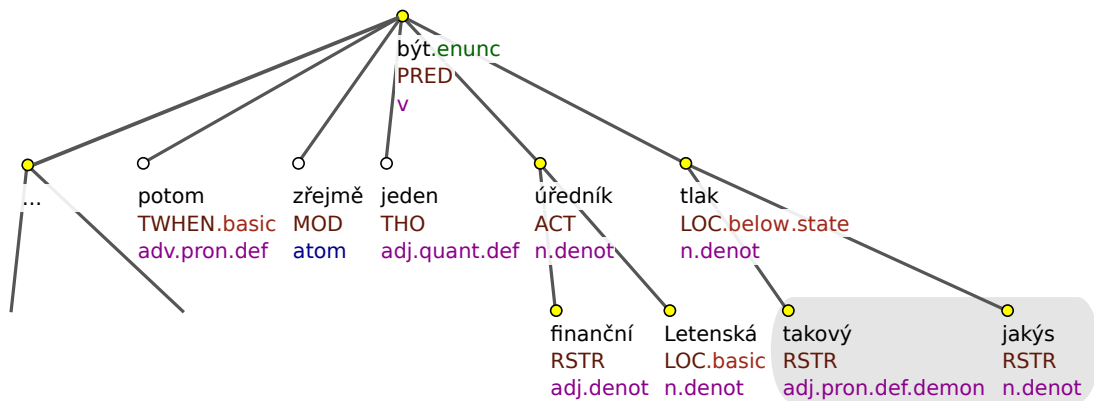 být.enunc
PRED
v
...
potom
TWHEN.basic
adv.pron.def
zřejmě
MOD
atom
jeden
THO
adj.quant.def
úředník
ACT
n.denot
tlak
LOC.below.state
n.denot
finanční
RSTR
adj.denot
Letenská
LOC.basic
n.denot
takový
RSTR
adj.pron.def.demon
jakýs
RSTR
n.denot